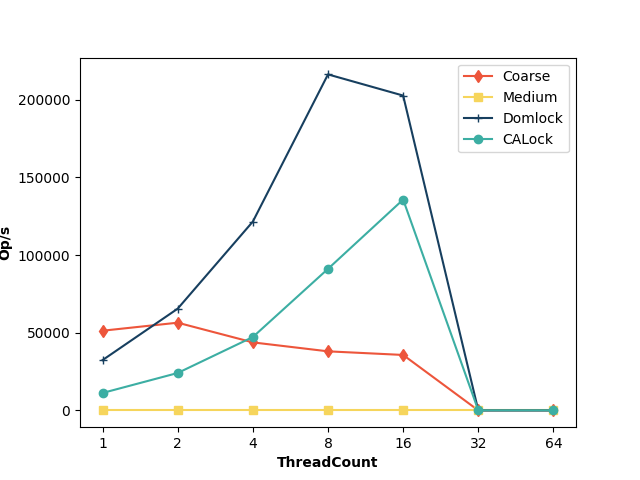 Coarse
Medium
Domlock
CALock
200000
150000
100000
50000
0
Op/s
1 2 4 8 16 32 64
ThreadCount